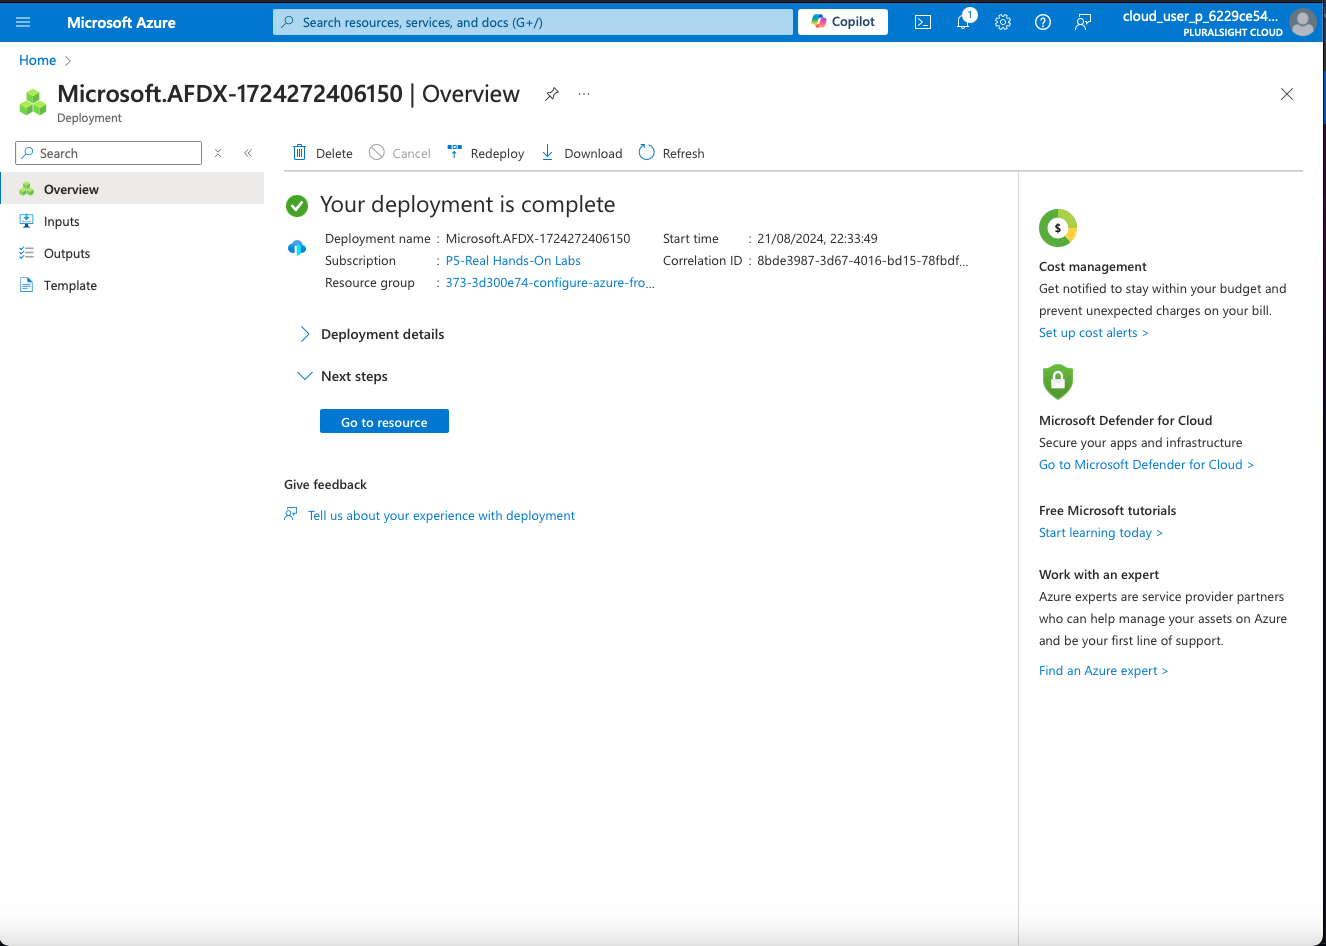 Microsoft Azure
Search resources, services, and docs (G+/)
Copilot
1
cloud_user_p_6229ce54...
PLURALSIGHT CLOUD
Home
Microsoft.AFDX-1724272406150 | Overview
...
Deployment
Search
Delete
Cancel
Redeploy
Download
Refresh
Overview
Inputs
Outputs
Template
Your deployment is complete
Deployment name : Microsoft.AFDX-1724272406150
Subscription : P5-Real Hands-On Labs
Resource group : 373-3d300e74-configure-azure-fro...
Start time : 21/08/2024, 22:33:49
Correlation ID : 8bde3987-3d67-4016-bd15-78fbdf...
Deployment details
Next steps
Go to resource
Give feedback
Tell us about your experience with deployment
$
Cost management
Get notified to stay within your budget and
prevent unexpected charges on your bill.
Set up cost alerts >
Microsoft Defender for Cloud
Secure your apps and infrastructure
Go to Microsoft Defender for Cloud >
Free Microsoft tutorials
Start learning today >
Work with an expert
Azure experts are service provider partners
who can help manage your assets on Azure
and be your first line of support.
Find an Azure expert >